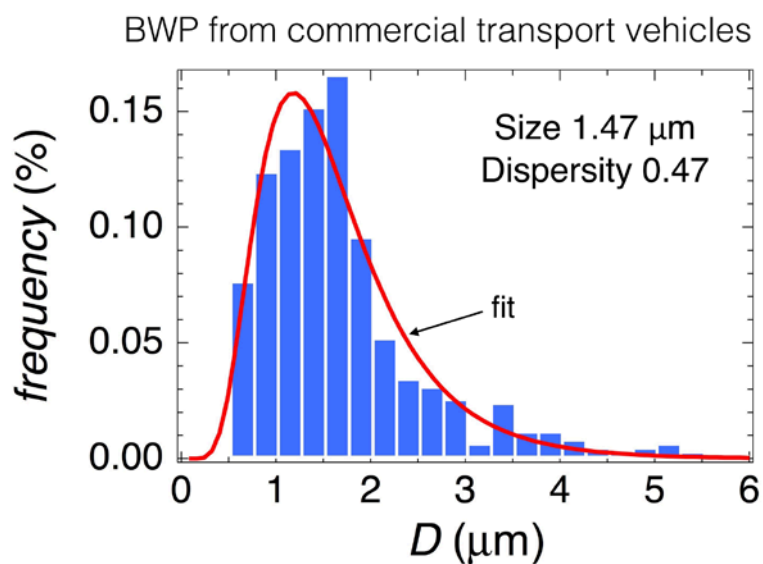 BWP from commercial transport vehicles
Size 1.47 μm
Dispersity 0.47
fit
frequency (%)
0.15
0.10
0.05
0.00
0 1 2 3 4 5 6
D (μm)